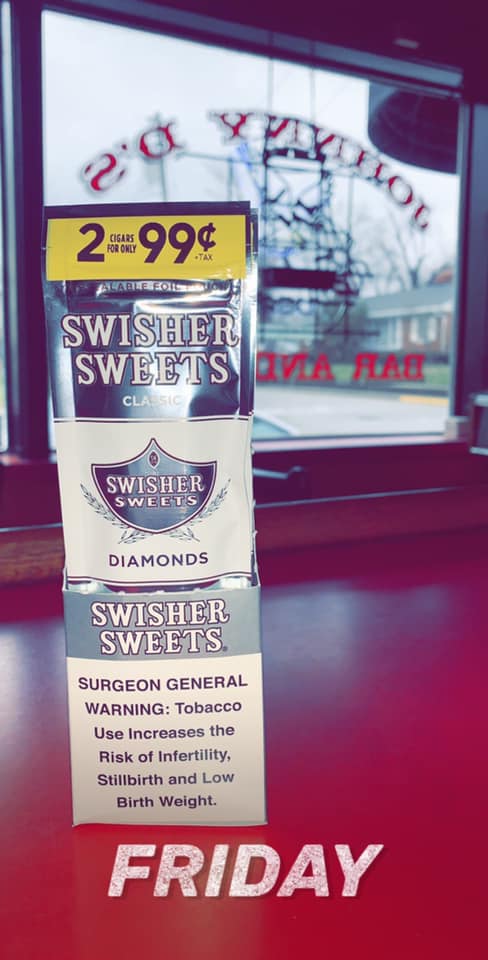 JOHNNEY D'S
2 CIGARS FOR ONLY 99¢ +TAX
SWISHER
SWEETS
CLASSIC
SWISHER
SWEETS
DIAMONDS
SWISHER
SWEETS®
SURGEON GENERAL
WARNING: Tobacco
Use Increases the
Risk of Infertility,
Stillbirth and Low
Birth Weight.
BAR AND
FRIDAY